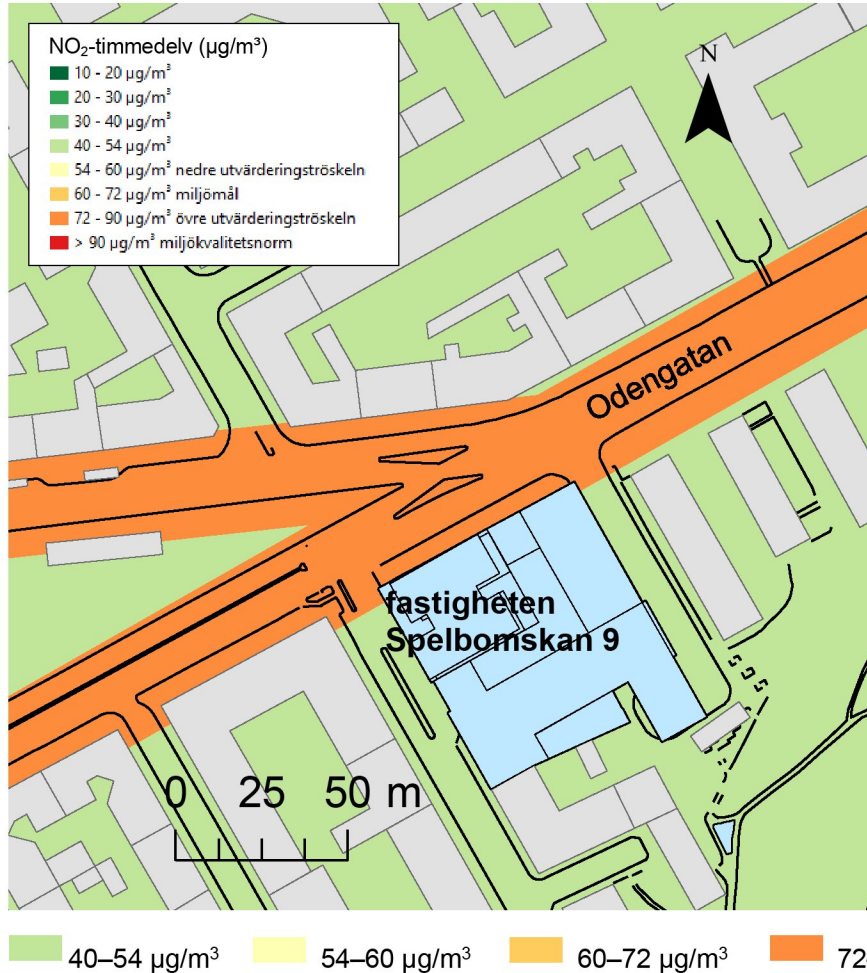 NO₂-timmedelv (µg/m³)
10 - 20 µg/m³
20 - 30 µg/m³
30 - 40 µg/m³
40 - 54 µg/m³
54 - 60 µg/m³ nedre utvärderingströskeln
60 - 72 µg/m³ miljömål
72 - 90 µg/m³ övre utvärderingströskeln
> 90 µg/m³ miljökvalitetsnorm
N
Odengatan
fastigheten
Spelbomskan 9
0 25 50 m
40–54 µg/m³ 54–60 µg/m³ 60–72 µg/m³ 72